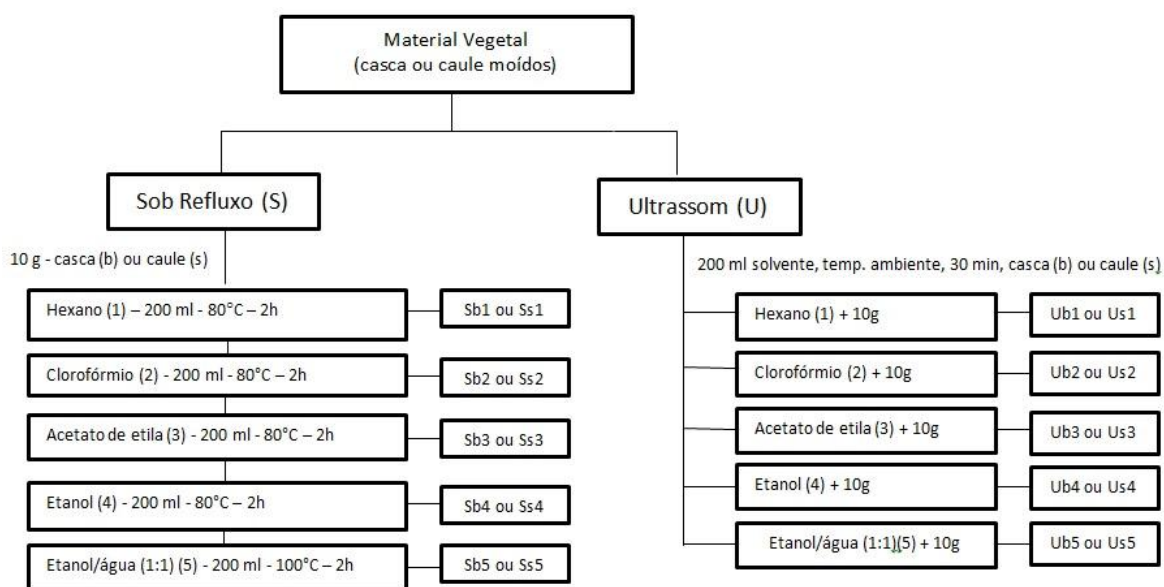 Material Vegetal
(casca ou caule moídos)
Sob Refluxo (S)
Ultrassom (U)
10 g - casca (b) ou caule (s)
200 ml solvente, temp. ambiente, 30 min, casca (b) ou caule (s)
Hexano (1) – 200 ml - 80°C – 2h
Sb1 ou Ss1
Clorofórmio (2) - 200 ml - 80°C – 2h
Sb2 ou Ss2
Acetato de etila (3) - 200 ml - 80°C – 2h
Sb3 ou Ss3
Etanol (4) - 200 ml - 80°C – 2h
Sb4 ou Ss4
Etanol/água (1:1) (5) - 200 ml - 100°C – 2h
Sb5 ou Ss5
Hexano (1) + 10g
Ub1 ou Us1
Clorofórmio (2) + 10g
Ub2 ou Us2
Acetato de etila (3) + 10g
Ub3 ou Us3
Etanol (4) + 10g
Ub4 ou Us4
Etanol/água (1:1)(5) + 10g
Ub5 ou Us5